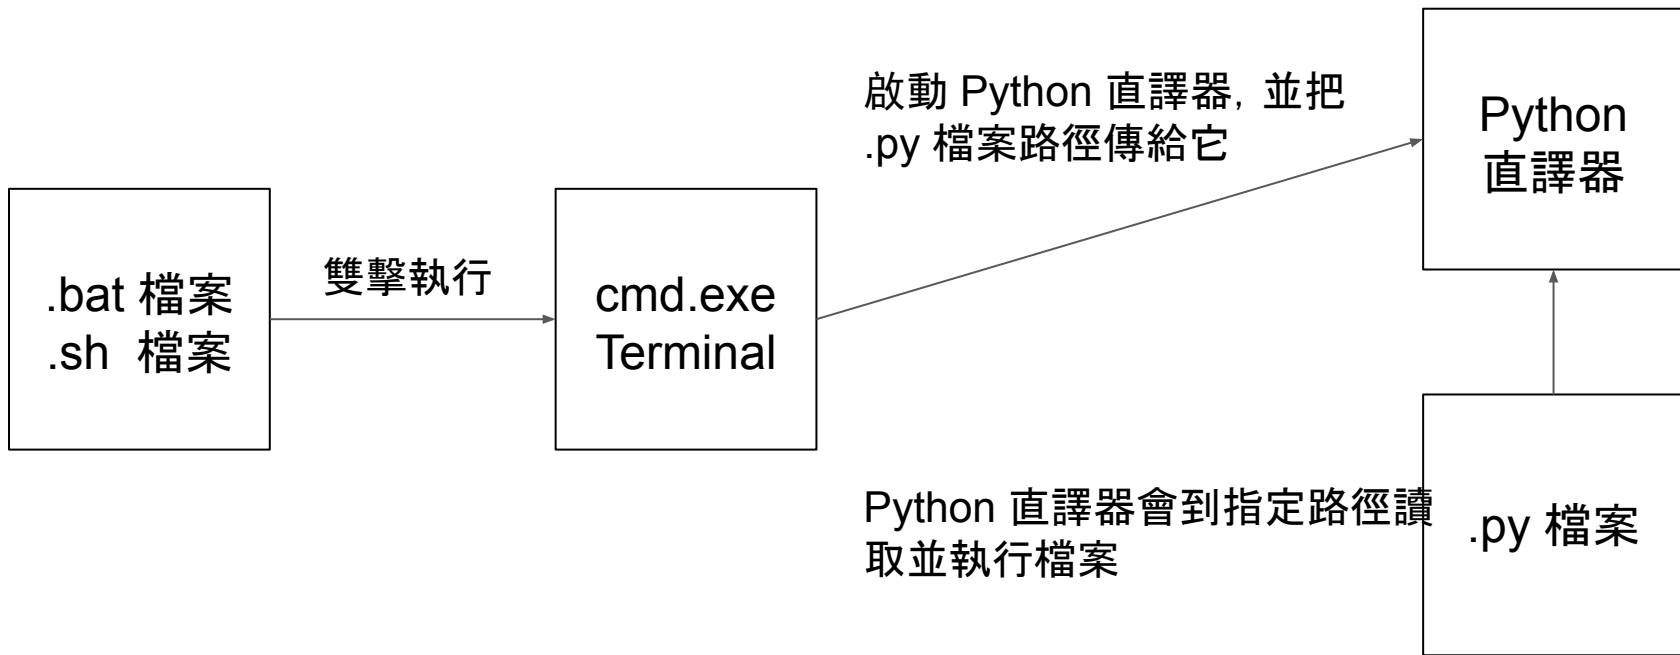 .bat 檔案
.sh 檔案
雙擊執行
cmd.exe
Terminal
啟動 Python 直譯器, 並把
.py 檔案路徑傳給它
Python
直譯器
Python 直譯器會到指定路徑讀
取並執行檔案
.py 檔案